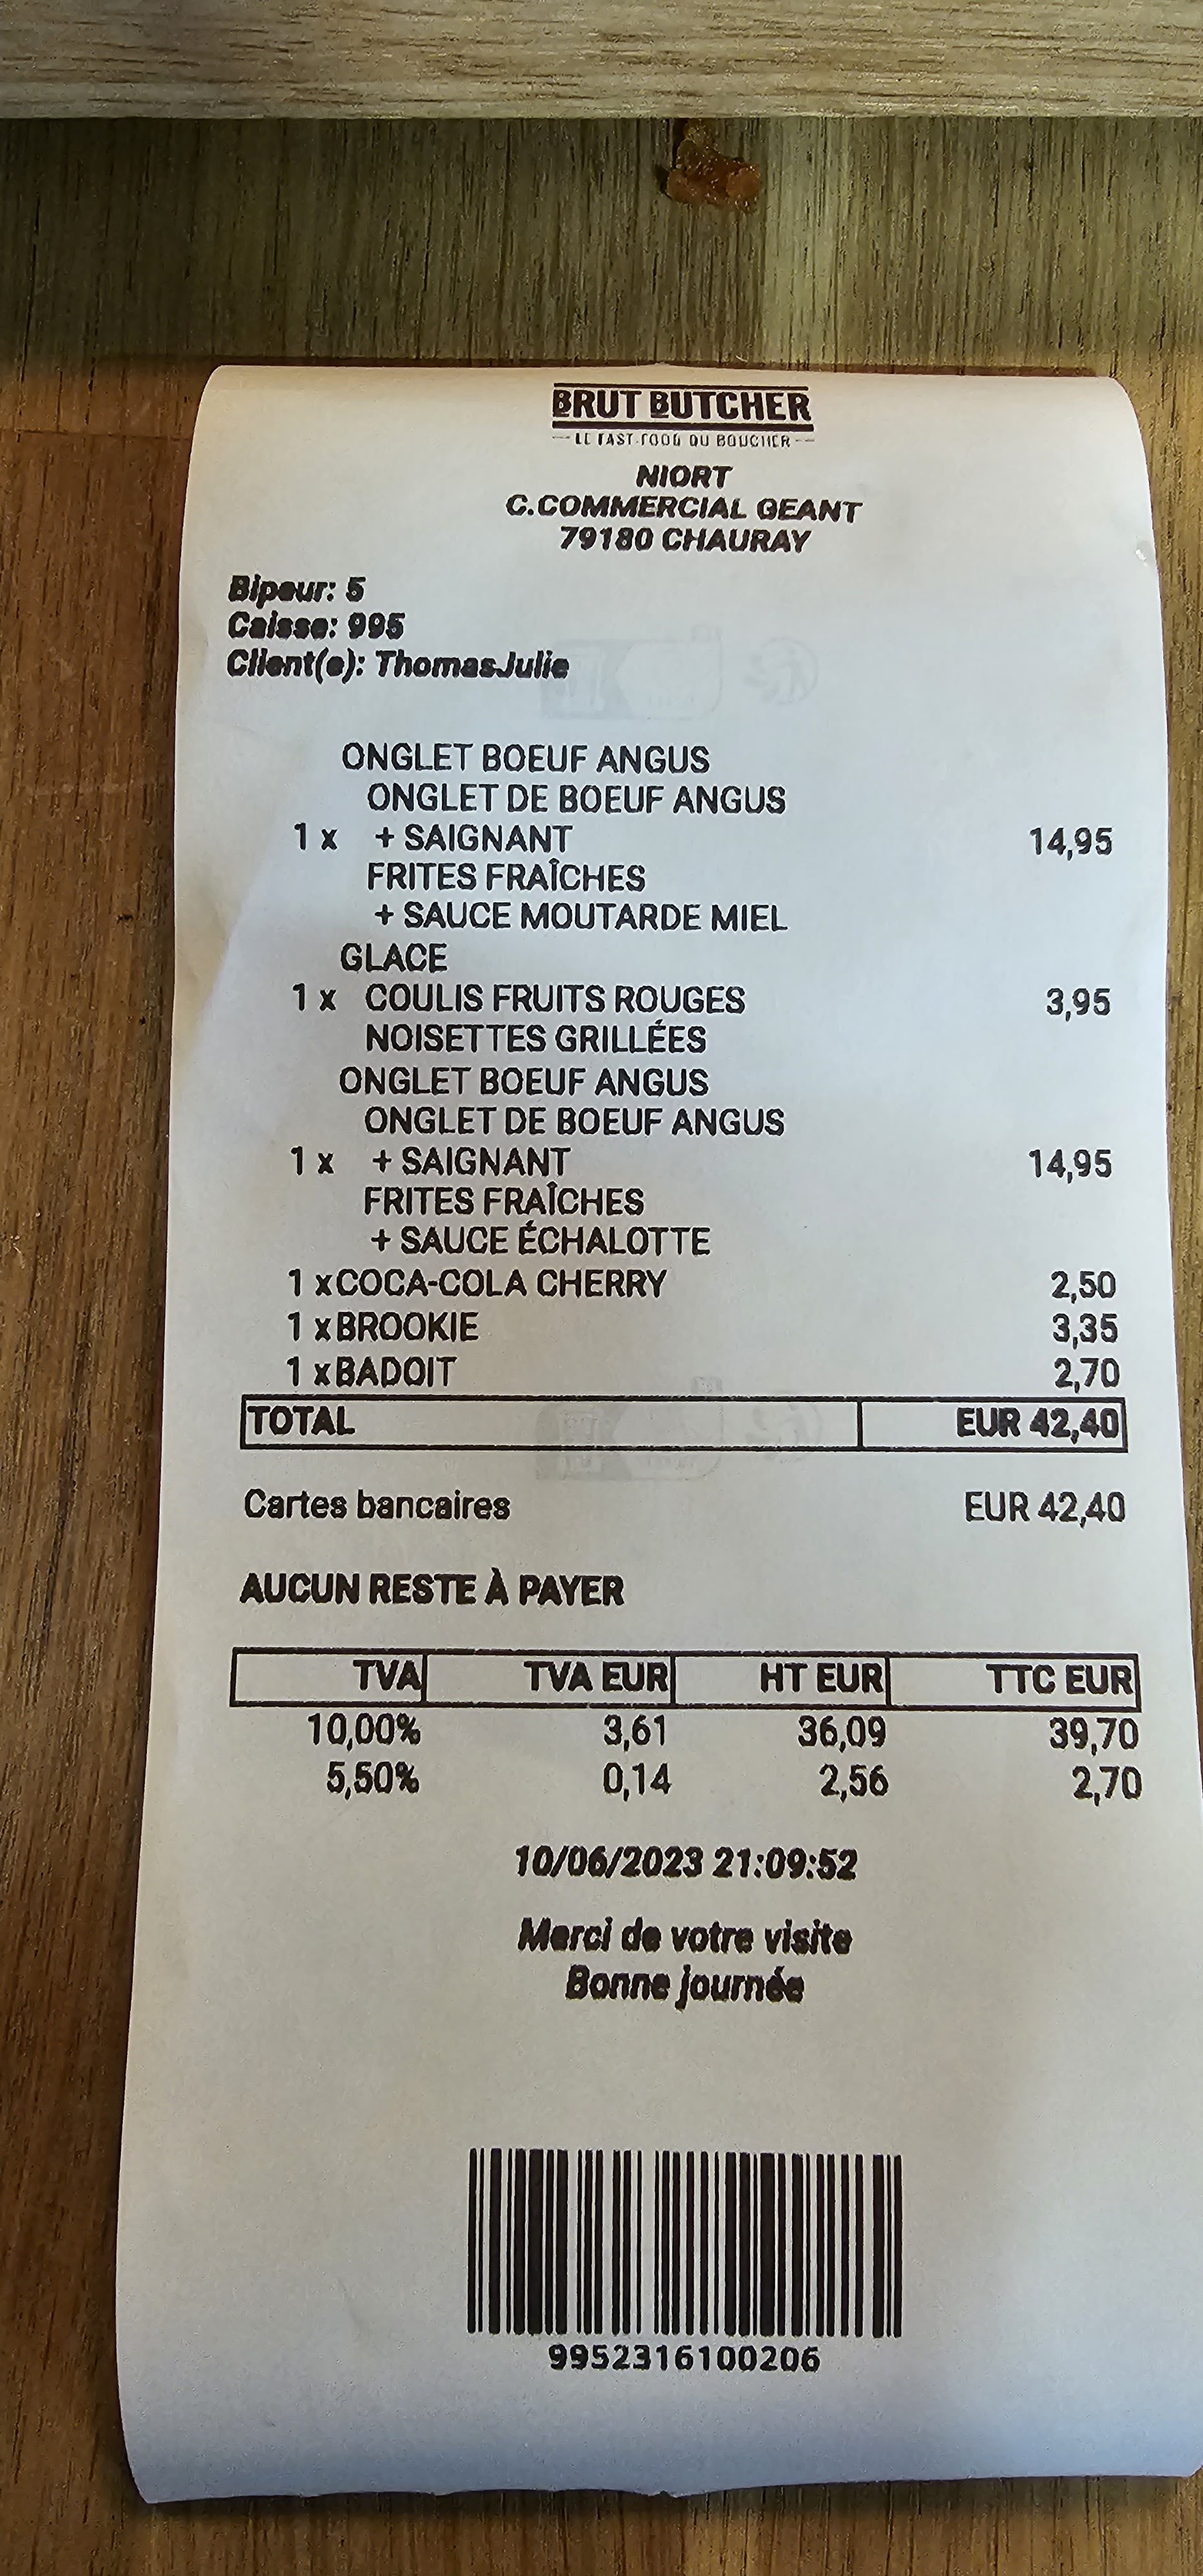 BRUT BUTCHER
LE FAST-FOOD DU BOUCHER
NIORT
C.COMMERCIAL GEANT
79180 CHAURAY
Bipeur: 5
Caisse: 995
Client(e): ThomasJulie
ONGLET BOEUF ANGUS
ONGLET DE BOEUF ANGUS
1 x + SAIGNANT 14,95
FRITES FRAÎCHES
+ SAUCE MOUTARDE MIEL
GLACE
1 x COULIS FRUITS ROUGES 3,95
NOISETTES GRILLÉES
ONGLET BOEUF ANGUS
ONGLET DE BOEUF ANGUS
1 x + SAIGNANT 14,95
FRITES FRAÎCHES
+ SAUCE ÉCHALOTTE
1 xCOCA-COLA CHERRY 2,50
1 xBROOKIE 3,35
1 xBADOIT 2,70
TOTAL EUR 42,40
Cartes bancaires EUR 42,40
AUCUN RESTE À PAYER
TVA TVA EUR HT EUR TTC EUR
10,00% 3,61 36,09 39,70
5,50% 0,14 2,56 2,70
10/06/2023 21:09:52
Merci de votre visite
Bonne journée
9952316100206